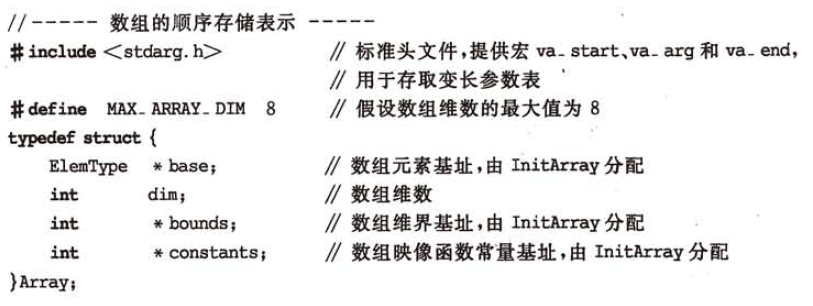 //----- 数组的顺序存储表示 -----
#include <stdarg.h> // 标准头文件,提供宏 va_start、va_arg 和 va_end,
// 用于存取变长参数表
#define MAX_ARRAY_DIM 8 // 假设数组维数的最大值为 8
typedef struct {
ElemType *base; // 数组元素基址,由 InitArray 分配
int dim; // 数组维数
int *bounds; // 数组维界基址,由 InitArray 分配
int *constants; // 数组映像函数常量基址,由 InitArray 分配
}Array;